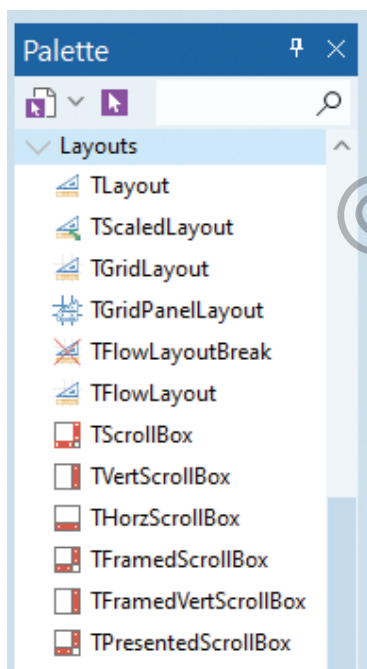 Palette
Layouts
TLayout
TScaledLayout
TGridLayout
TGridPanelLayout
TFlowLayoutBreak
TFlowLayout
TScrollBox
TVertScrollBox
THorzScrollBox
TFramedScrollBox
TFramedVertScrollBox
TPresentedScrollBox